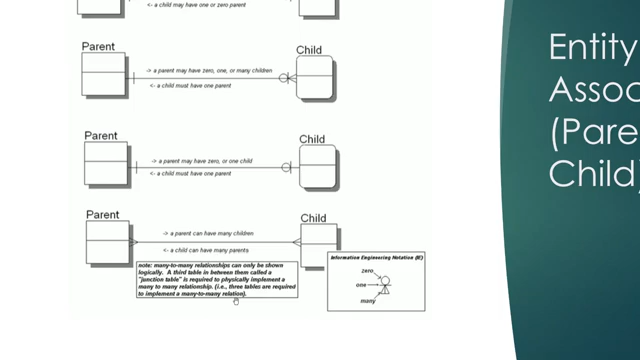 <- a child may have one or zero parent
Parent
Child
-> a parent may have zero, one, or many children
<- a child must have one parent
Parent
Child
-> a parent may have zero, or one child
<- a child must have one parent
Parent
Child
-> a parent can have many children
<- a child can have many parents
note: many-to-many relationships can only be shown
logically. A third table in between them called a
"junction table" is required to physically implement a
many to many relationship. (i.e., three tables are required
to implement a many-to-many relation).
Information Engineering Notation (IE)
zero
one
many
Entity
Assoc
(Pare
Child)